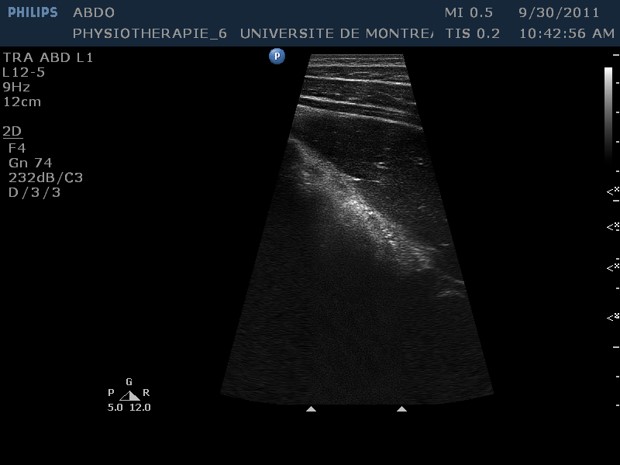 PHILIPS ABDO MI 0.5 9/30/2011
PHYSIOTHERAPIE_6 UNIVERSITE DE MONTREA TIS 0.2 10:42:56 AM
TRA ABD L1
L12-5
9Hz
12cm
2D
F4
Gn 74
232dB/C3
D/3/3
P
G
P R
5.0 12.0